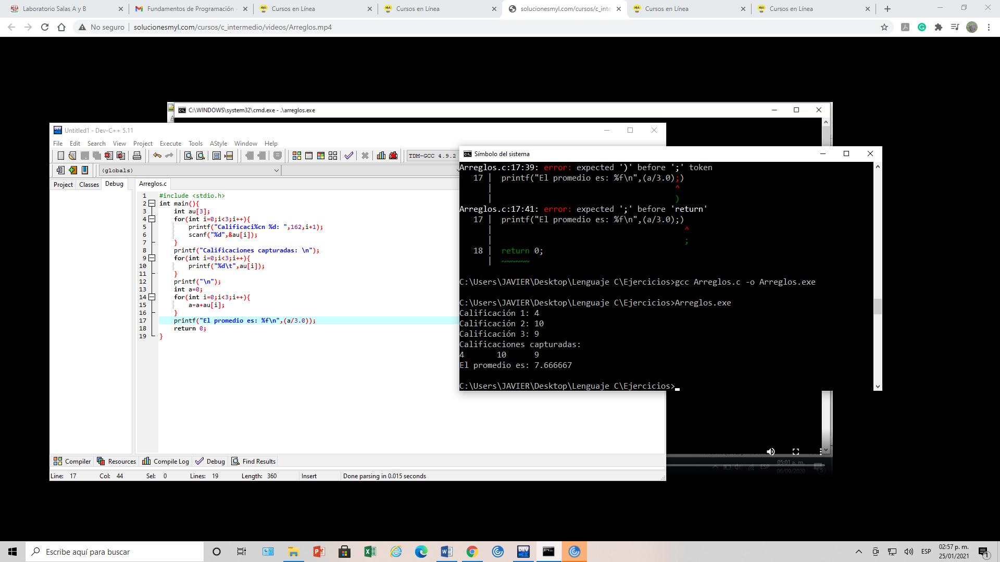 Laboratorio Salas A y B
Fundamentos de Programación
Cursos en Línea
Cursos en Línea
solucionesmyl.com/cursos/c_inte
Cursos en Línea
Cursos en Línea
No seguro
solucionesmyl.com/cursos/c_intermedio/videos/Arreglos.mp4
C:\WINDOWS\system32\cmd.exe - .\arreglos.exe
Untitled1 - Dev-C++ 5.11
File Edit Search View Project Execute Tools AStyle Window Help
TDM-GCC 4.9.2
(globals)
Project Classes Debug
Arreglos.c
1 #include <stdio.h>
2 int main(){
3 int au[3];
4 for(int i=0;i<3;i++){
5 printf("Calificaci%cn %d: ",162,i+1);
6 scanf("%d",&au[i]);
7 }
8 printf("Calificaciones capturadas: \n");
9 for(int i=0;i<3;i++){
10 printf("%d\t",au[i]);
11 }
12 printf("\n");
13 int a=0;
14 for(int i=0;i<3;i++){
15 a=a+au[i];
16 }
17 printf("El promedio es: %f\n",(a/3.0));
18 return 0;
19 }
Compiler Resources Compile Log Debug Find Results
Line: 17 Col: 44 Sel: 0 Lines: 19 Length: 360 Insert Done parsing in 0.015 seconds
Símbolo del sistema
Arreglos.c:17:39: error: expected ')' before ';' token
17 | printf("El promedio es: %f\n",(a/3.0);)
| ^
| )
Arreglos.c:17:41: error: expected ';' before 'return'
17 | printf("El promedio es: %f\n",(a/3.0);)
| ^
| ;
18 | return 0;
| ~~~~~~
C:\Users\JAVIER\Desktop\Lenguaje C\Ejercicios>gcc Arreglos.c -o Arreglos.exe
C:\Users\JAVIER\Desktop\Lenguaje C\Ejercicios>Arreglos.exe
Calificación 1: 4
Calificación 2: 10
Calificación 3: 9
Calificaciones capturadas:
4 10 9
El promedio es: 7.666667
C:\Users\JAVIER\Desktop\Lenguaje C\Ejercicios>
ESP
05:01 a. m.
06/09/2020
Escribe aquí para buscar
ESP
02:57 p. m.
25/01/2021
1